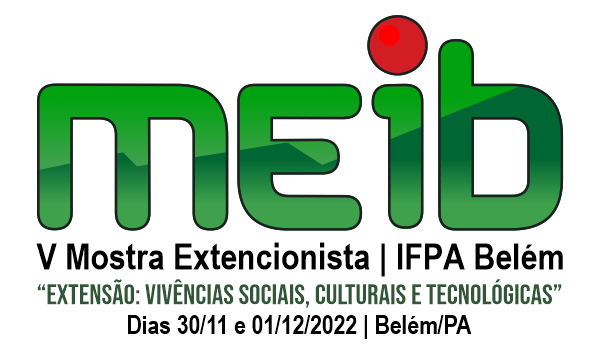 meib
V Mostra Extencionista | IFPA Belém
“EXTENSÃO: VIVÊNCIAS SOCIAIS, CULTURAIS E TECNOLÓGICAS”
Dias 30/11 e 01/12/2022 | Belém/PA